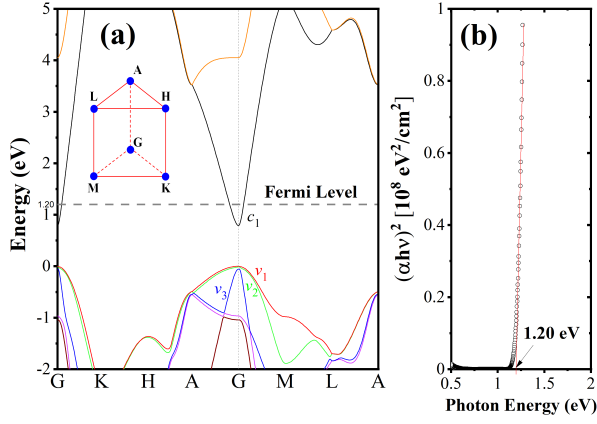 (a)
(b)
5
4
3
2
1.20
1
0
-1
-2
Energy (eV)
A
L
H
G
M
K
Fermi Level
c1
v1
v2
v3
G K H A G M L A
1
0.8
0.6
0.4
0.2
0
(αhν)² [10⁸ eV²/cm²]
1.20 eV
0.5 1 1.5 2
Photon Energy (eV)